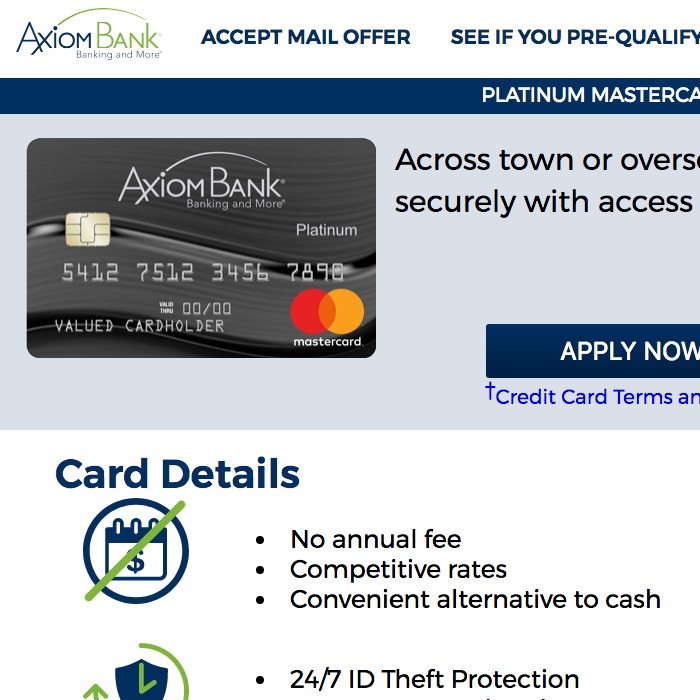 AXIOM BANK®
Banking and More®
ACCEPT MAIL OFFER
SEE IF YOU PRE-QUALIFY
PLATINUM MASTERCA
AXIOM BANK®
Banking and More®
Platinum
5412 7512 3456 7890
VALID THRU 00/00
VALUED CARDHOLDER
mastercard
Across town or overse
securely with access
APPLY NOW
†Credit Card Terms an
Card Details
$
• No annual fee
• Competitive rates
• Convenient alternative to cash
• 24/7 ID Theft Protection